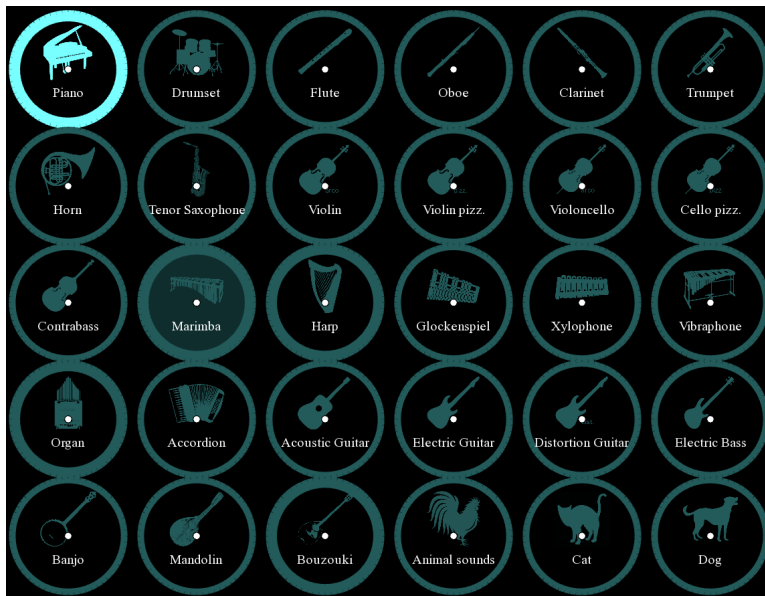 Piano Drumset Flute Oboe Clarinet Trumpet
Horn Tenor Saxophone Violin Violin pizz. Violoncello Cello pizz.
Contrabass Marimba Harp Glockenspiel Xylophone Vibraphone
Organ Accordion Acoustic Guitar Electric Guitar Distortion Guitar Electric Bass
Banjo Mandolin Bouzouki Animal sounds Cat Dog